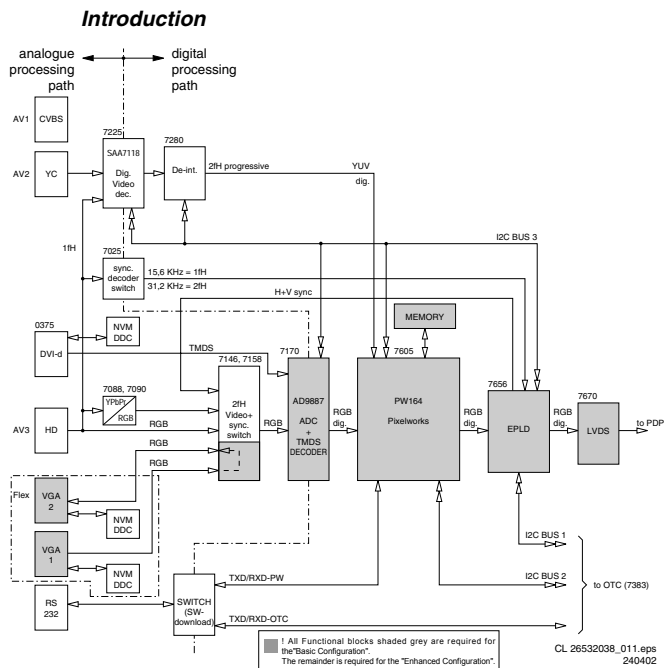 Introduction
analogue
processing
path
digital
processing
path
AV1
CVBS
AV2
YC
7225
SAA7118
Dig.
Video
dec.
7280
De-int.
2fH progressive
YUV
dig.
1fH
I2C BUS 3
7025
sync.
decoder
switch
15,6 KHz = 1fH
31,2 KHz = 2fH
H+V sync
MEMORY
0375
DVI-d
NVM
DDC
TMDS
7146, 7158
7170
7605
7656
7670
7088, 7090
YPbPr
RGB
AV3
HD
RGB
RGB
RGB
2fH
Video+
sync.
switch
RGB
AD9887
ADC
+
TMDS
DECODER
RGB
dig.
PW164
Pixelworks
RGB
dig.
EPLD
RGB
dig.
LVDS
to PDP
Flex
VGA
2
NVM
DDC
VGA
1
NVM
DDC
RS
232
SWITCH
(SW-
download)
TXD/RXD-PW
TXD/RXD-OTC
I2C BUS 1
I2C BUS 2
to OTC (7383)
! All Functional blocks shaded grey are required for
the"Basic Configuration".
The remainder is required for the "Enhanced Configuration".
CL 26532038_011.eps
240402